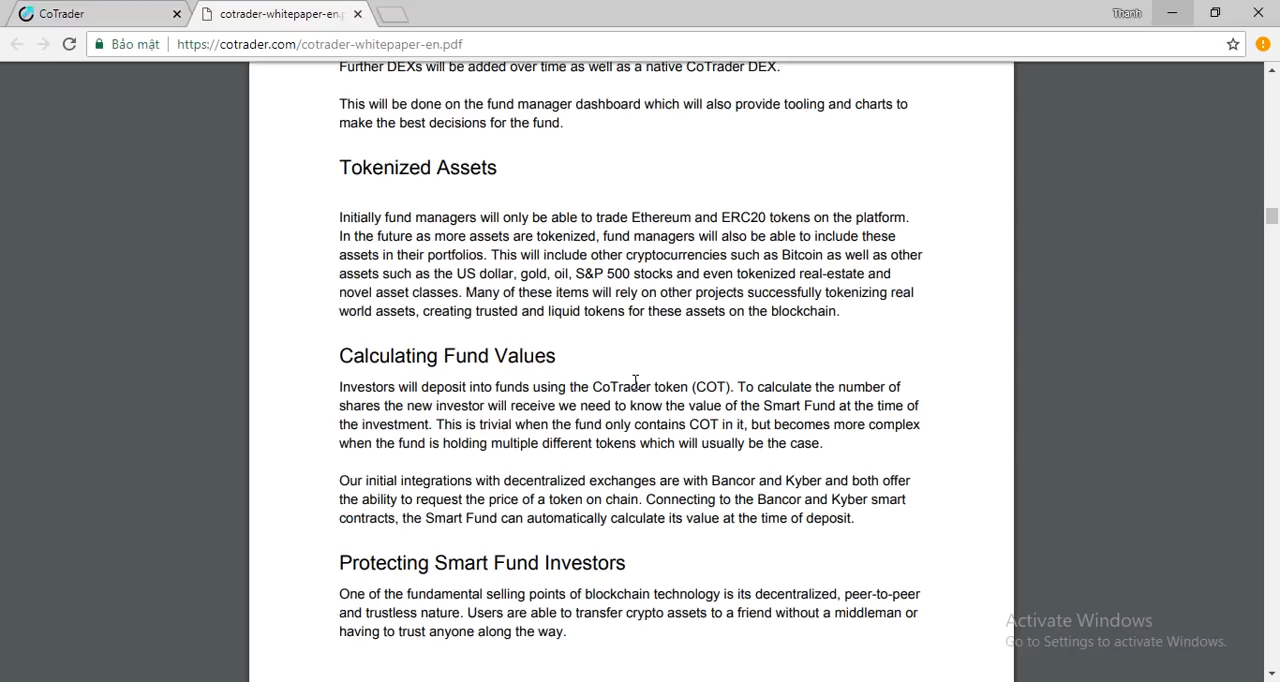 CoTrader
cotrader-whitepaper-en.p
Thanh
Bảo mật
https://cotrader.com/cotrader-whitepaper-en.pdf
Further DEXs will be added over time as well as a native CoTrader DEX.
This will be done on the fund manager dashboard which will also provide tooling and charts to
make the best decisions for the fund.
Tokenized Assets
Initially fund managers will only be able to trade Ethereum and ERC20 tokens on the platform.
In the future as more assets are tokenized, fund managers will also be able to include these
assets in their portfolios. This will include other cryptocurrencies such as Bitcoin as well as other
assets such as the US dollar, gold, oil, S&P 500 stocks and even tokenized real-estate and
novel asset classes. Many of these items will rely on other projects successfully tokenizing real
world assets, creating trusted and liquid tokens for these assets on the blockchain.
Calculating Fund Values
Investors will deposit into funds using the CoTrader token (COT). To calculate the number of
shares the new investor will receive we need to know the value of the Smart Fund at the time of
the investment. This is trivial when the fund only contains COT in it, but becomes more complex
when the fund is holding multiple different tokens which will usually be the case.
Our initial integrations with decentralized exchanges are with Bancor and Kyber and both offer
the ability to request the price of a token on chain. Connecting to the Bancor and Kyber smart
contracts, the Smart Fund can automatically calculate its value at the time of deposit.
Protecting Smart Fund Investors
One of the fundamental selling points of blockchain technology is its decentralized, peer-to-peer
and trustless nature. Users are able to transfer crypto assets to a friend without a middleman or
having to trust anyone along the way.
Activate Windows
Go to Settings to activate Windows.